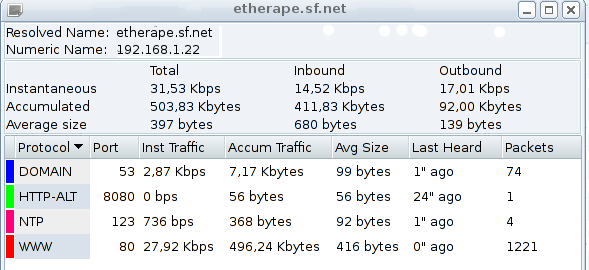 etherape.sf.net
Resolved Name: etherape.sf.net
Numeric Name: 192.168.1.22
Total Inbound Outbound
Instantaneous 31,53 Kbps 14,52 Kbps 17,01 Kbps
Accumulated 503,83 Kbytes 411,83 Kbytes 92,00 Kbytes
Average size 397 bytes 680 bytes 139 bytes
Protocol Port Inst Traffic Accum Traffic Avg Size Last Heard Packets
DOMAIN 53 2,87 Kbps 7,17 Kbytes 99 bytes 1" ago 74
HTTP-ALT 8080 0 bps 56 bytes 56 bytes 24" ago 1
NTP 123 736 bps 368 bytes 92 bytes 1" ago 4
WWW 80 27,92 Kbps 496,24 Kbytes 416 bytes 0" ago 1221